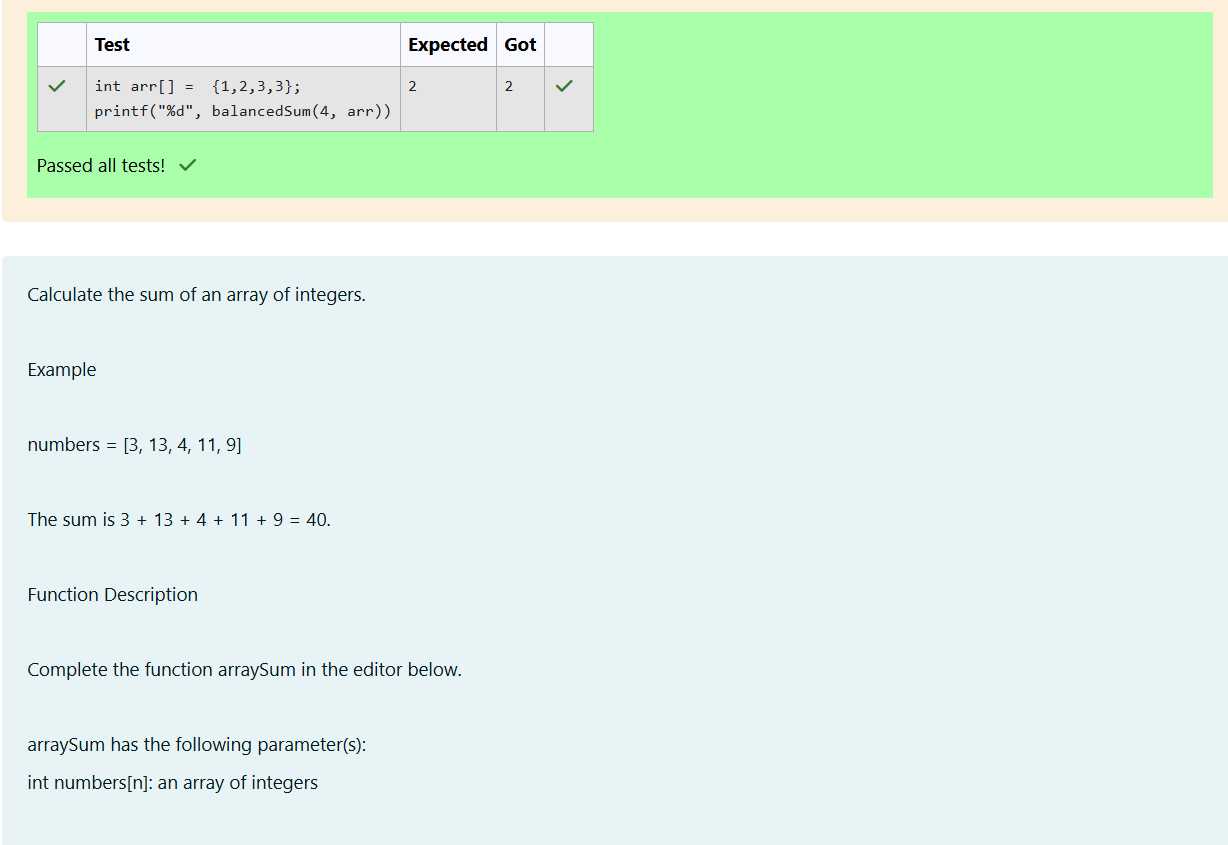 Test Expected Got
int arr[] =  {1,2,3,3}; 2 2
printf("%d", balancedSum(4, arr))
Passed all tests!
Calculate the sum of an array of integers.
Example
numbers = [3, 13, 4, 11, 9]
The sum is 3 + 13 + 4 + 11 + 9 = 40.
Function Description
Complete the function arraySum in the editor below.
arraySum has the following parameter(s):
int numbers[n]: an array of integers